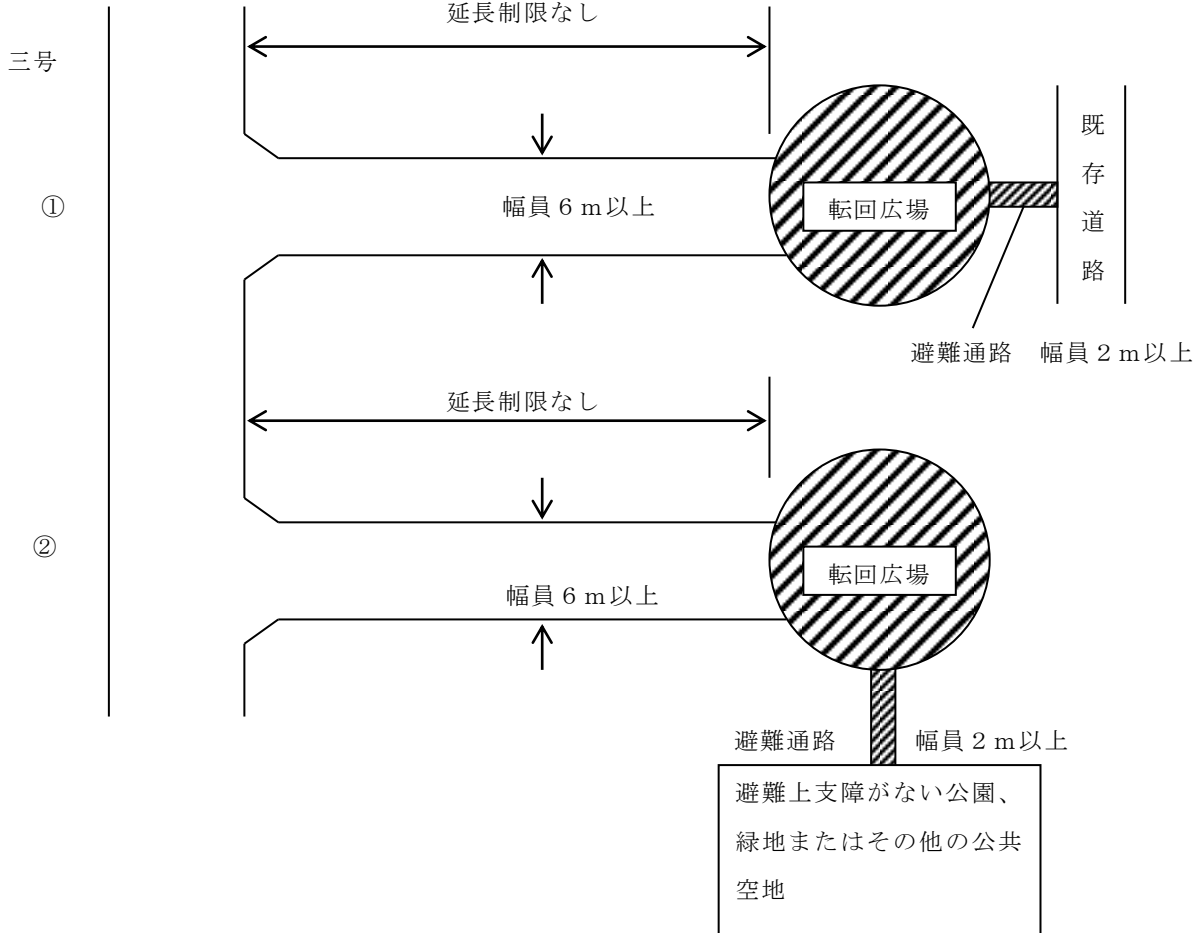 延長制限なし
三号
①
幅員６ｍ以上
転回広場
既存道路
避難通路　幅員２ｍ以上
延長制限なし
②
幅員６ｍ以上
転回広場
避難通路　幅員２ｍ以上
避難上支障がない公園、
緑地またはその他の公共
空地